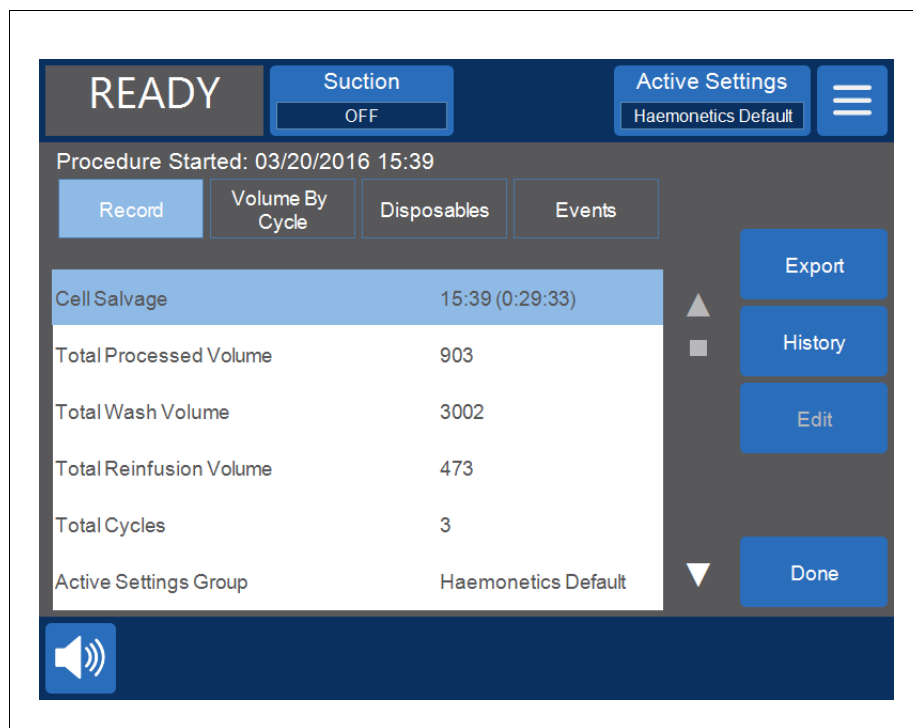 READY
Suction
OFF
Active Settings
Haemonetics Default
Procedure Started: 03/20/2016 15:39
Record
Volume By
Cycle
Disposables
Events
Export
Cell Salvage 15:39 (0:29:33)
Total Processed Volume 903
History
Total Wash Volume 3002
Edit
Total Reinfusion Volume 473
Total Cycles 3
Active Settings Group Haemonetics Default
Done